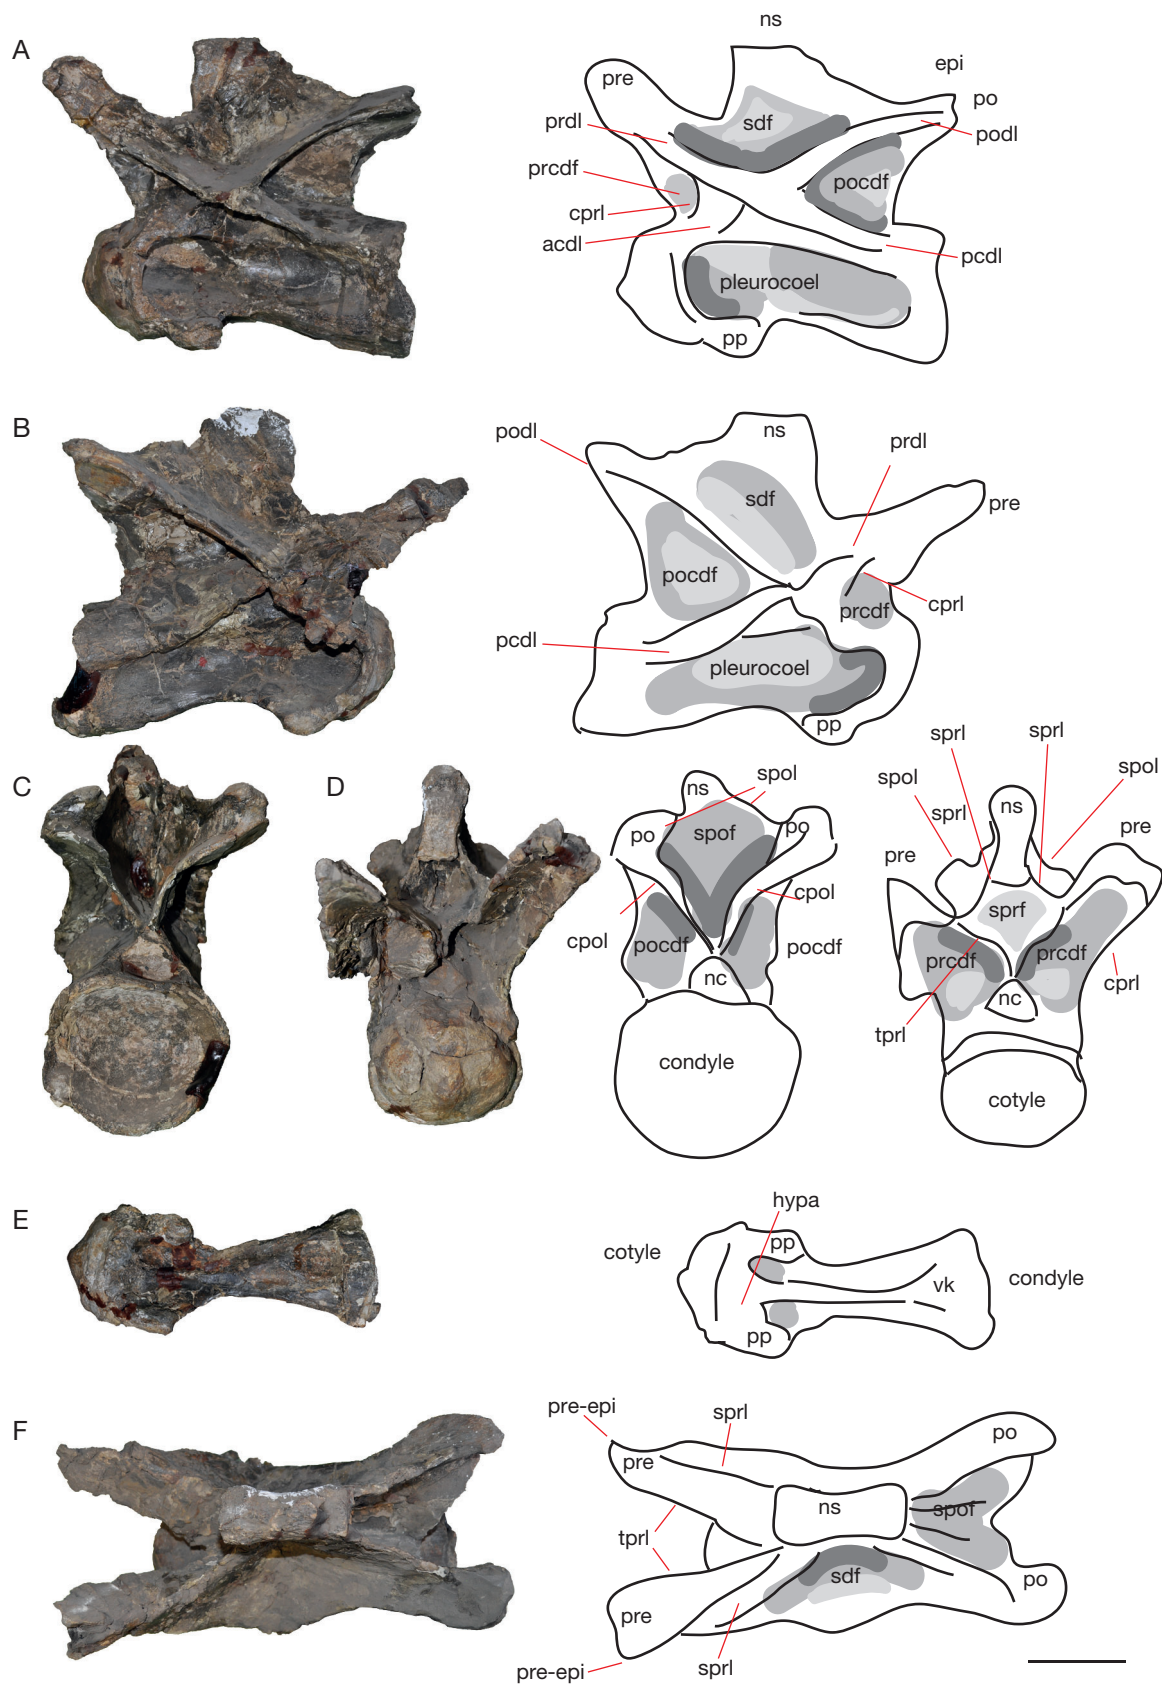 A
ns
epi
pre
po
prdl
sdf
podl
prcdf
pocdf
cprl
acdl
pcdl
pleurocoel
pp
B
podl
ns
prdl
sdf
pre
pocdf
prcdf
cprl
pcdl
pleurocoel
pp
C
D
spol
ns
po
po
spof
cpol
cpol
pocdf
pocdf
nc
condyle
sprl
sprl
spol
spol
sprl
ns
pre
pre
sprf
prcdf
prcdf
cprl
nc
tprl
cotyle
E
hypa
cotyle
pp
vk
condyle
pp
F
pre-epi
sprl
po
pre
ns
spof
tprl
sdf
po
pre
pre-epi
sprl